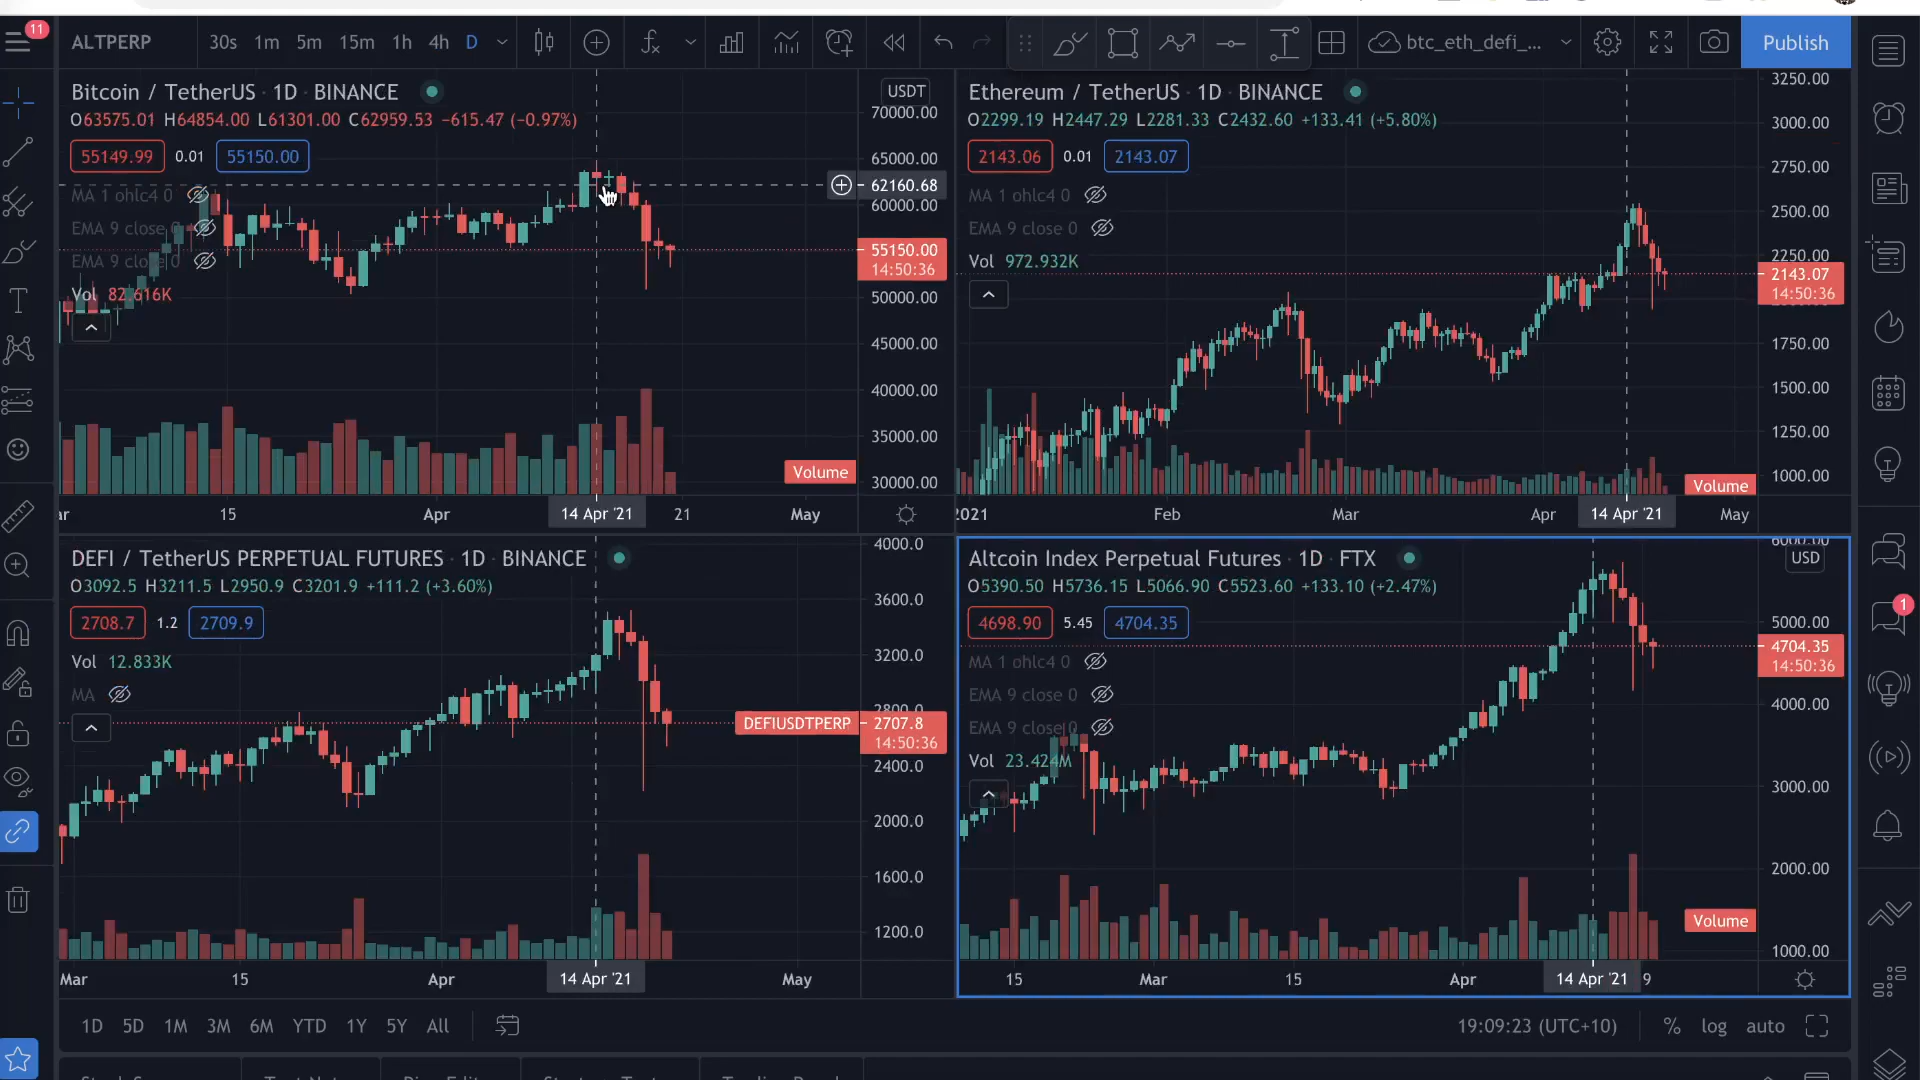 11
ALTPERP 30s 1m 5m 15m 1h 4h D btc_eth_defi_... Publish
Bitcoin / TetherUS 1D BINANCE USDT
O63575.01 H64854.00 L61301.00 C62959.53 −615.47 (−0.97%)
55149.99 0.01 55150.00
MA 1 ohlc4 0
EMA 9 close 0
EMA 9 close 0
Vol 82.616K
70000.00
65000.00
62160.68
60000.00
55150.00
14:50:36
50000.00
45000.00
40000.00
35000.00
30000.00
Volume
15 Apr 14 Apr '21 21 May
Ethereum / TetherUS 1D BINANCE
O2299.19 H2447.29 L2281.33 C2432.60 +133.41 (+5.80%)
2143.06 0.01 2143.07
MA 1 ohlc4 0
EMA 9 close 0
Vol 972.932K
3250.00
3000.00
2750.00
2500.00
2250.00
2143.07
14:50:36
1750.00
1500.00
1250.00
1000.00
Volume
2021 Feb Mar Apr 14 Apr '21 May
DEFI / TetherUS PERPETUAL FUTURES 1D BINANCE
O3092.5 H3211.5 L2950.9 C3201.9 +111.2 (+3.60%)
2708.7 1.2 2709.9
Vol 12.833K
MA
4000.0
3600.0
3200.0
2800.0
DEFIUSDTPERP 2707.8
14:50:36
2400.0
2000.0
1600.0
1200.0
Mar 15 Apr 14 Apr '21 May
Altcoin Index Perpetual Futures 1D FTX USD
O5390.50 H5736.15 L5066.90 C5523.60 +133.10 (+2.47%)
4698.90 5.45 4704.35
MA 1 ohlc4 0
EMA 9 close 0
EMA 9 close 0
Vol 23.424M
6000.00
5000.00
4704.35
14:50:36
4000.00
3000.00
2000.00
1000.00
Volume
15 Mar 15 Apr 14 Apr '21 9
1
1D 5D 1M 3M 6M YTD 1Y 5Y All 19:09:23 (UTC+10) % log auto